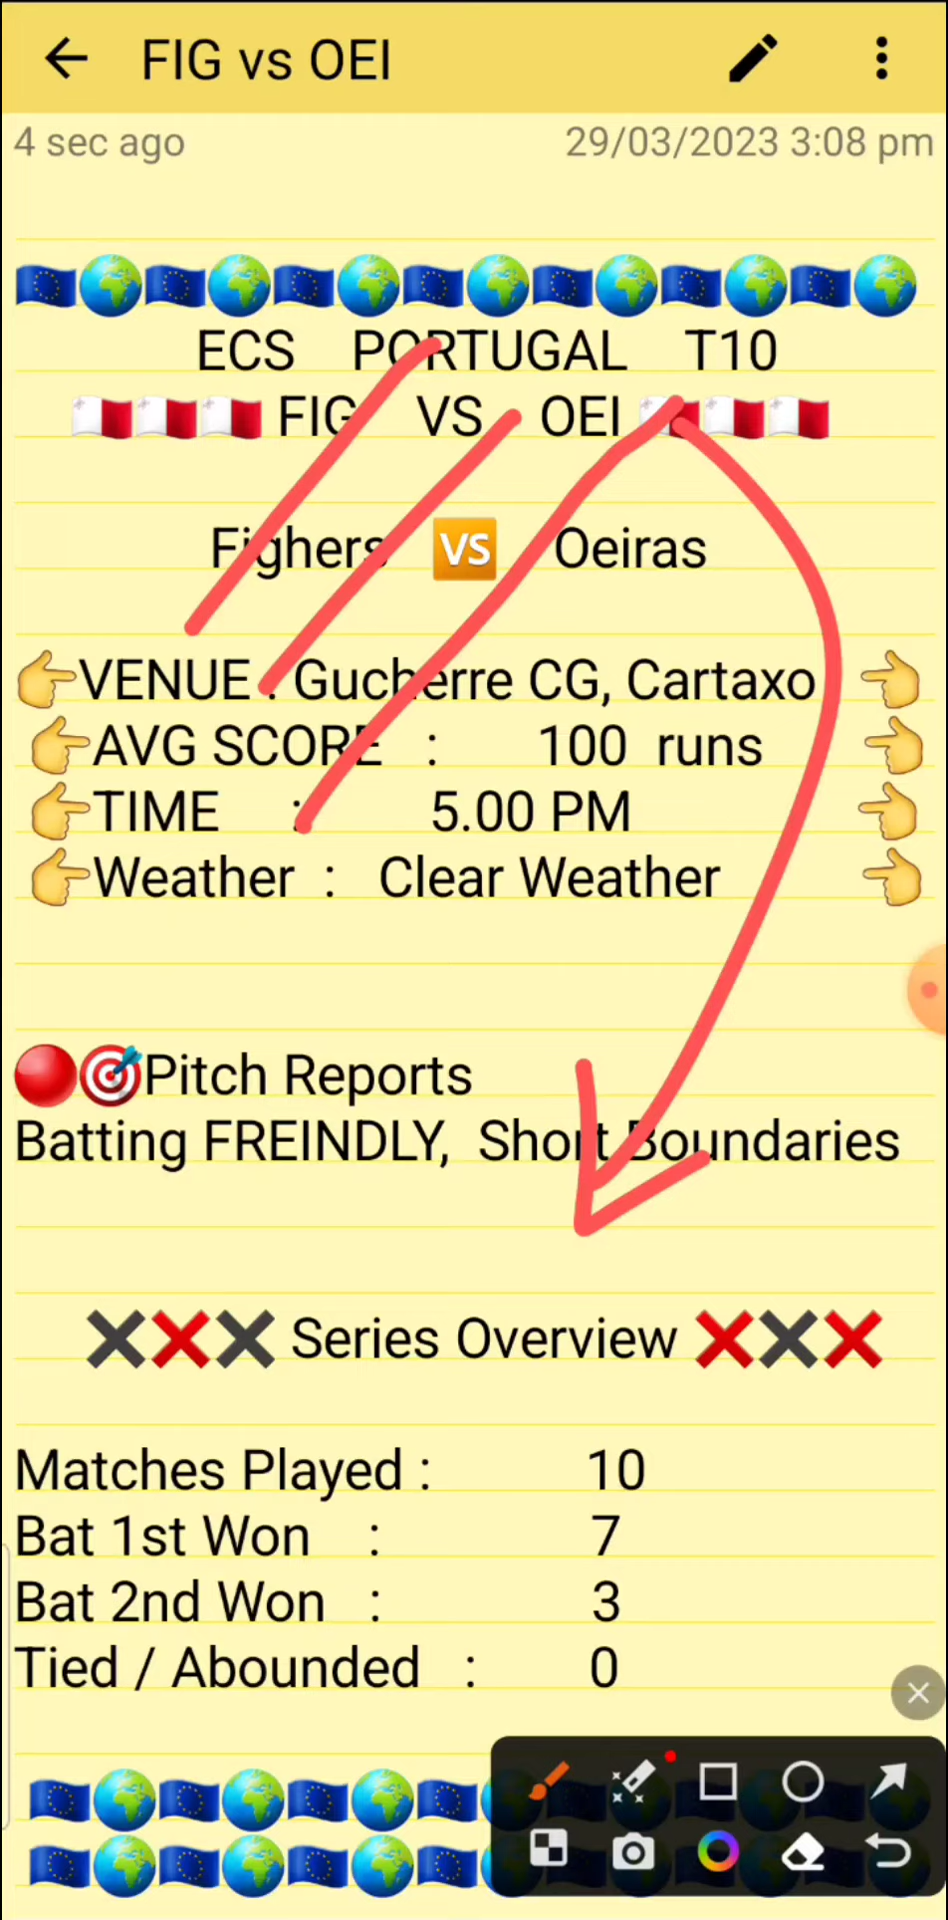 FIG vs OEI
4 sec ago 29/03/2023 3:08 pm
ECS PORTUGAL T10
FIG VS OEI
Fighers VS Oeiras
VENUE : Gucherre CG, Cartaxo
AVG SCORE : 100 runs
TIME : 5.00 PM
Weather : Clear Weather
Pitch Reports
Batting FREINDLY, Short Boundaries
Series Overview
Matches Played : 10
Bat 1st Won : 7
Bat 2nd Won : 3
Tied / Abounded : 0